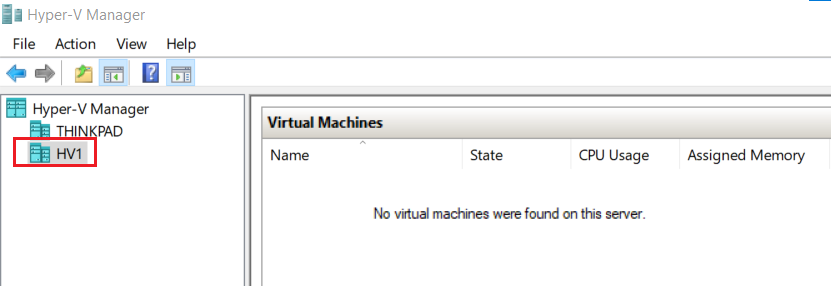 Hyper-V Manager
File Action View Help
Hyper-V Manager
THINKPAD
HV1
Virtual Machines
Name State CPU Usage Assigned Memory
No virtual machines were found on this server.